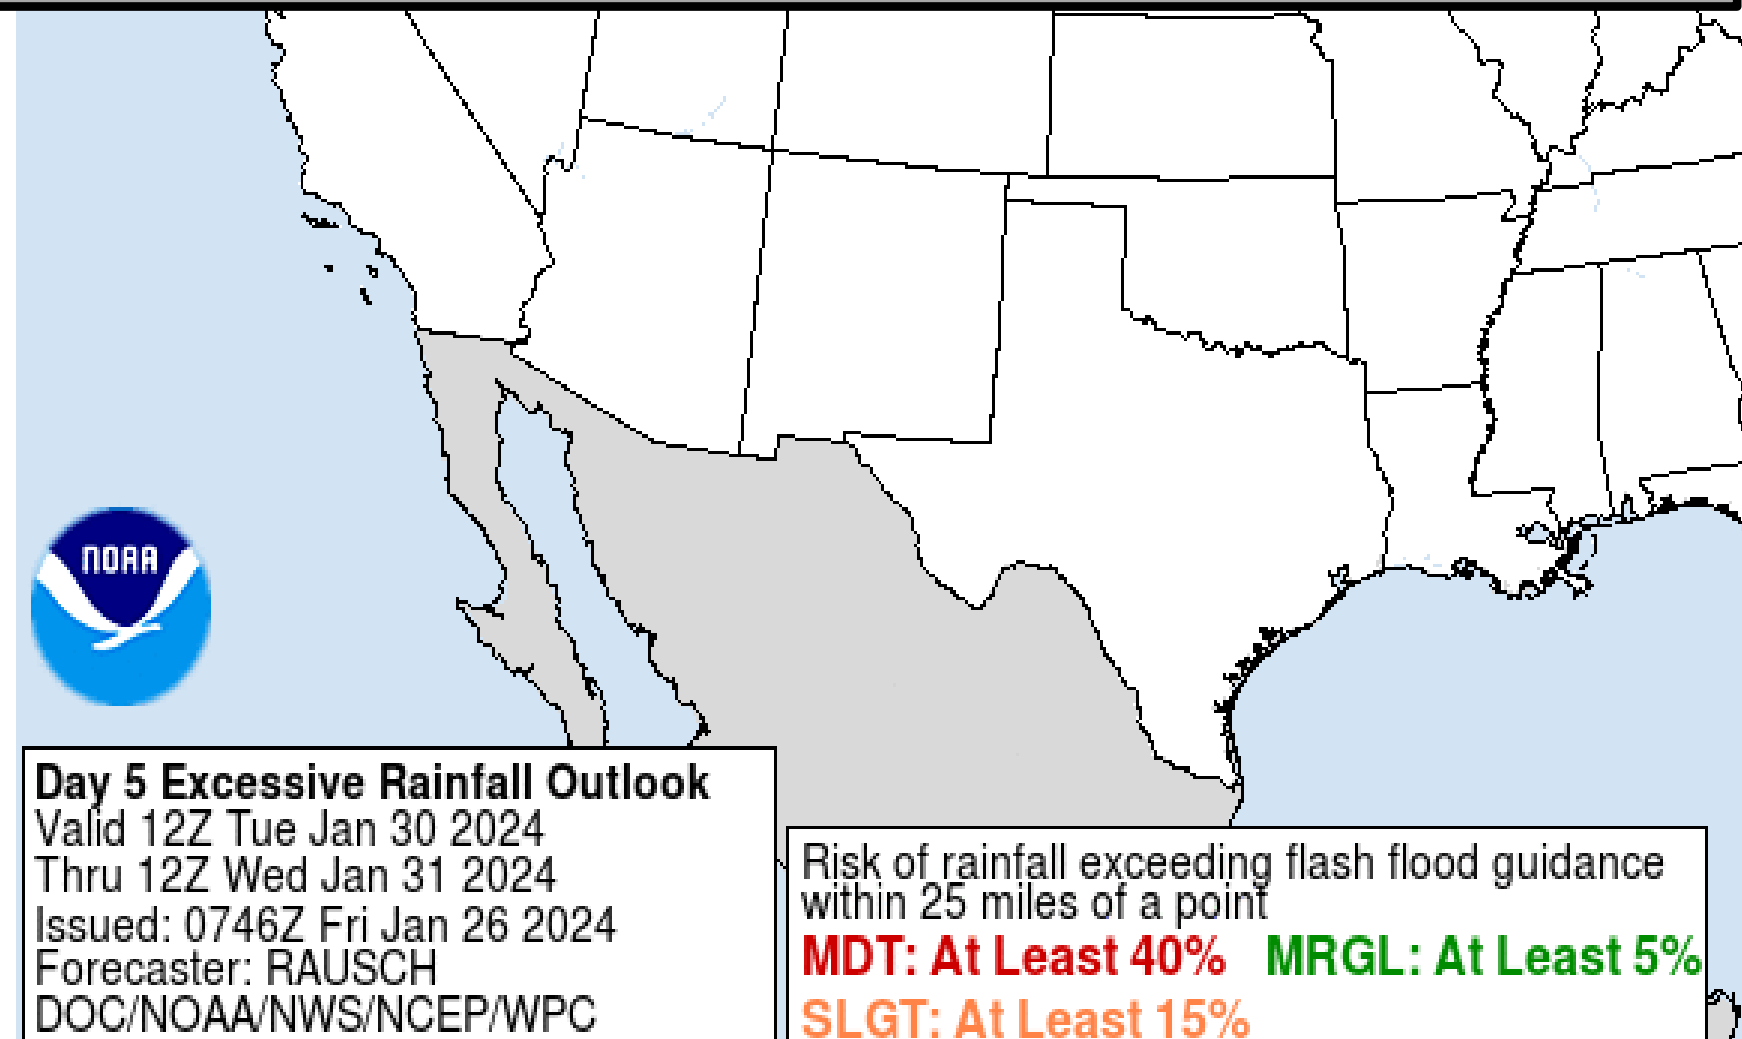 NOAA
Day 5 Excessive Rainfall Outlook
Valid 12Z Tue Jan 30 2024
Thru 12Z Wed Jan 31 2024
Issued: 0746Z Fri Jan 26 2024
Forecaster: RAUSCH
DOC/NOAA/NWS/NCEP/WPC
Risk of rainfall exceeding flash flood guidance
within 25 miles of a point
MDT: At Least 40% MRGL: At Least 5%
SLGT: At Least 15%